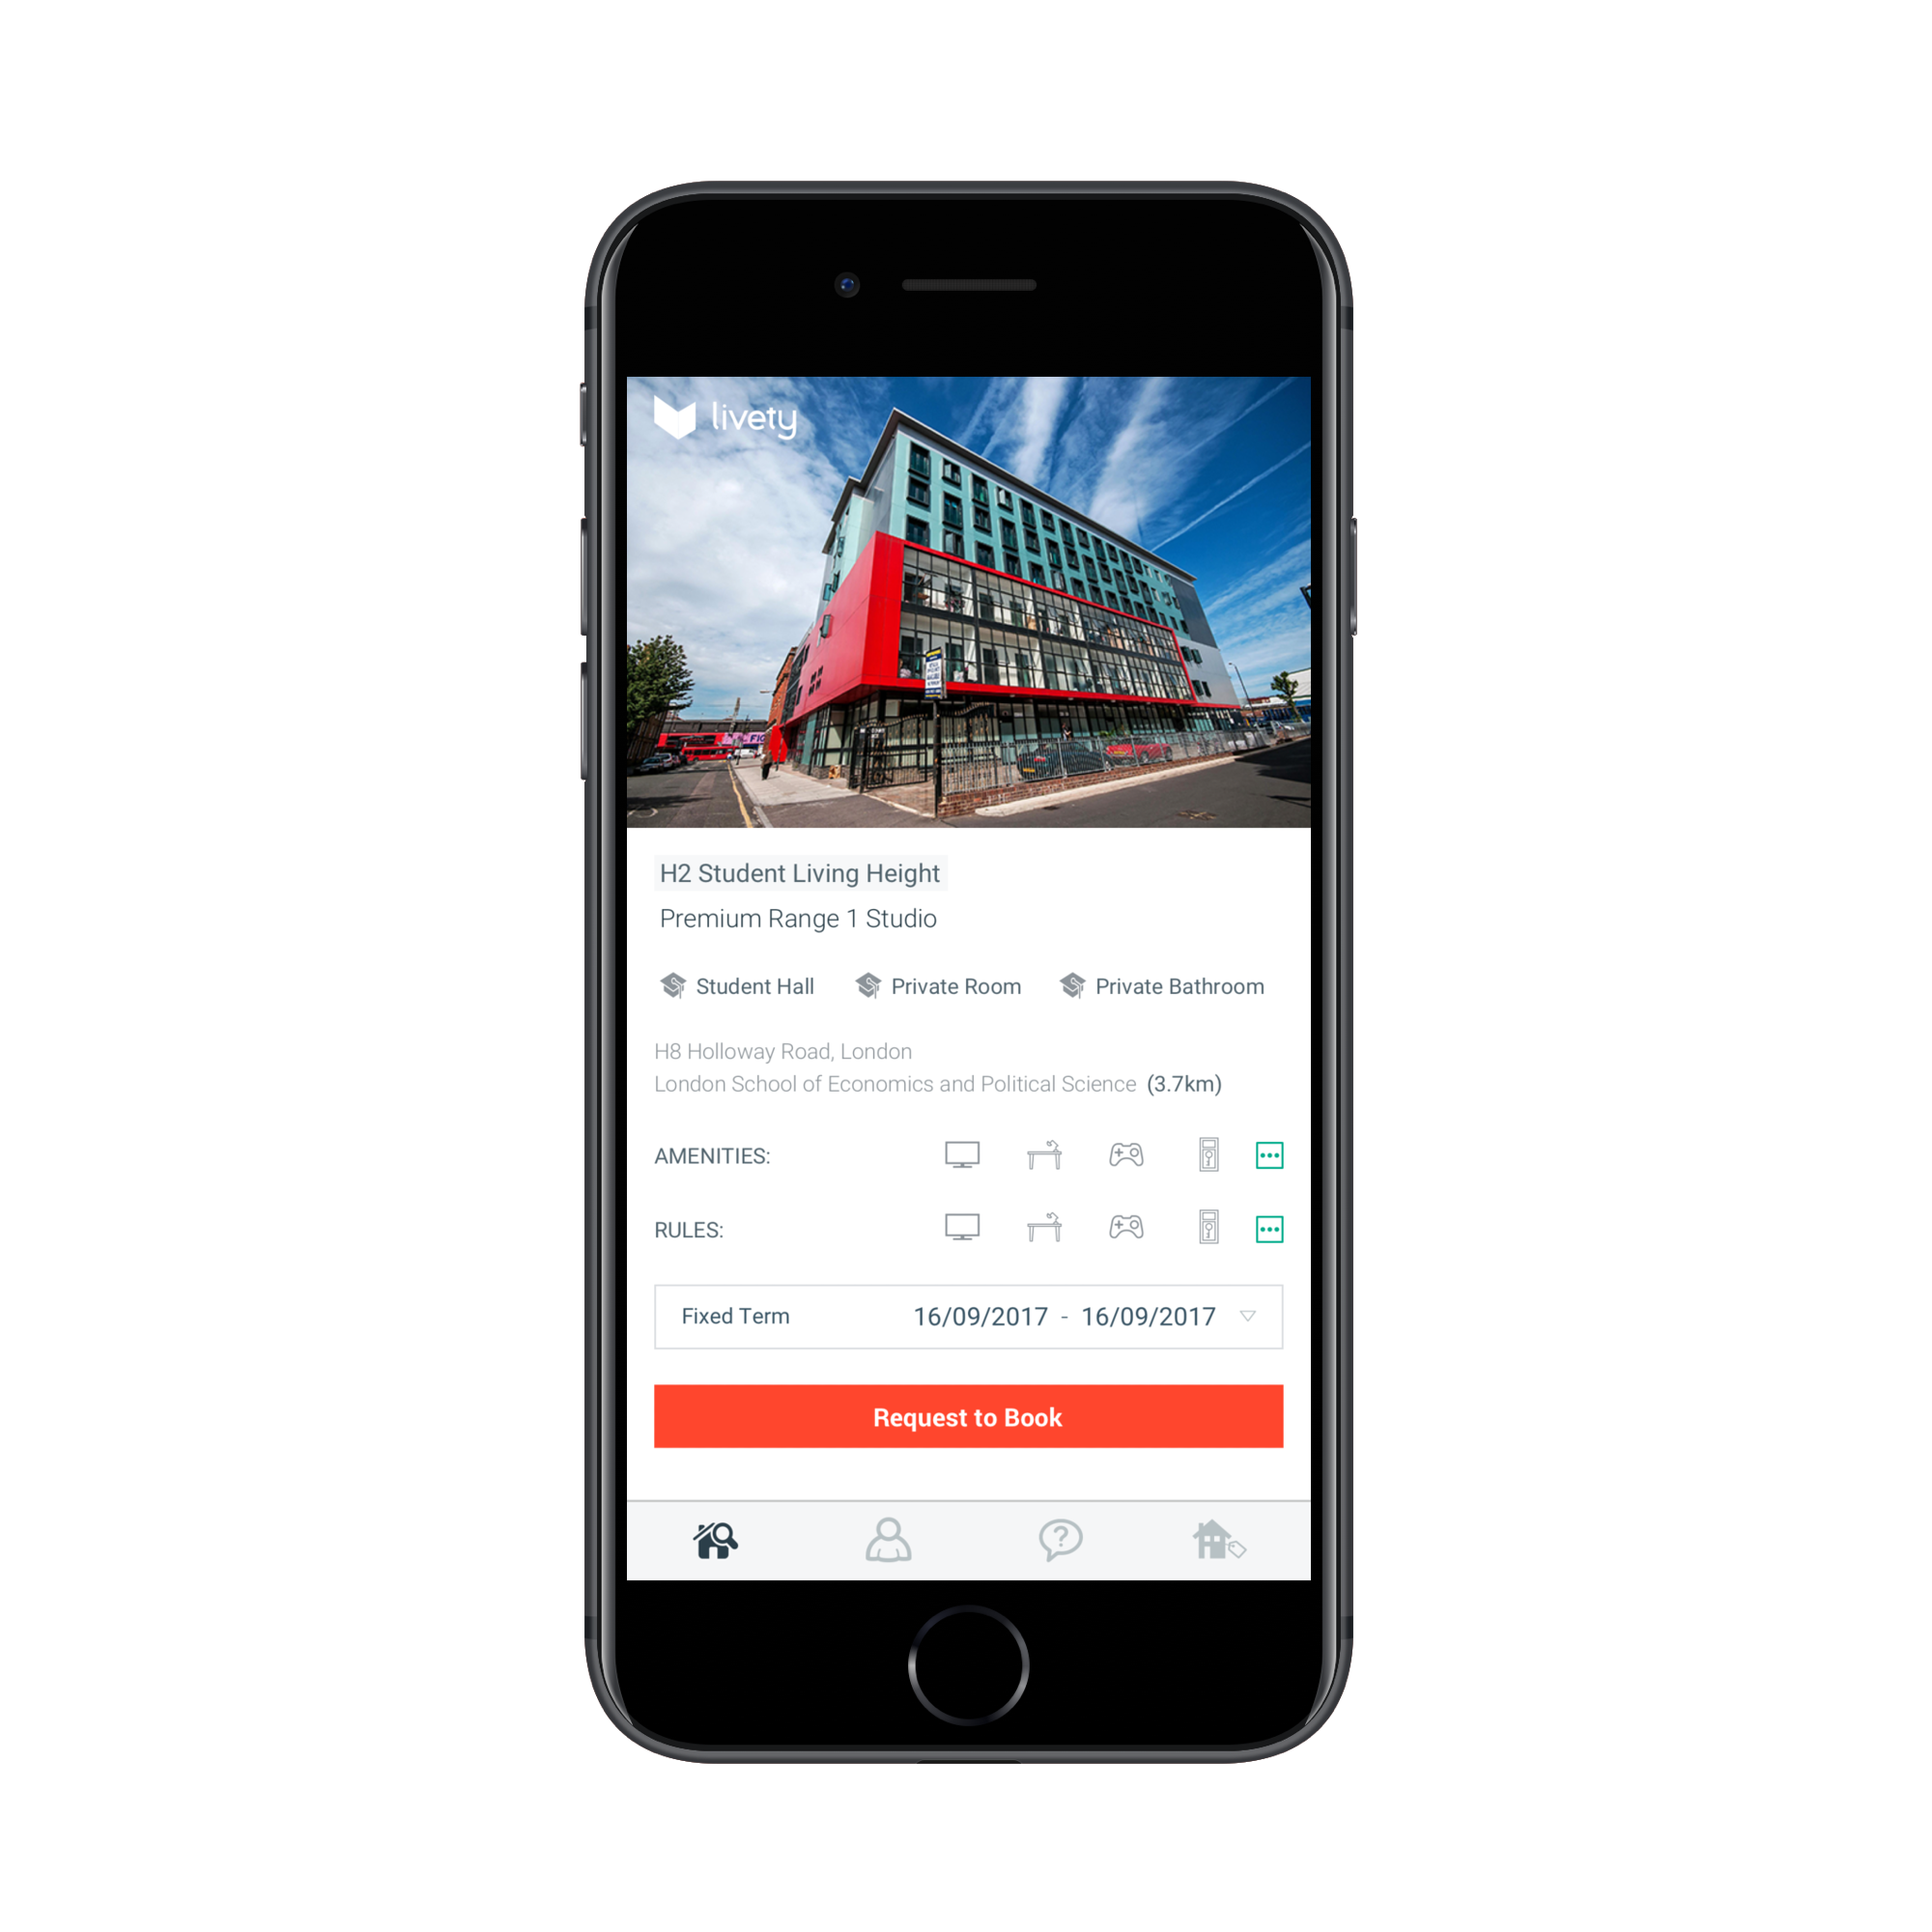 livety
H2 Student Living Height
Premium Range 1 Studio
Student Hall Private Room Private Bathroom
H8 Holloway Road, London
London School of Economics and Political Science (3.7km)
AMENITIES:
RULES:
Fixed Term 16/09/2017 - 16/09/2017
Request to Book